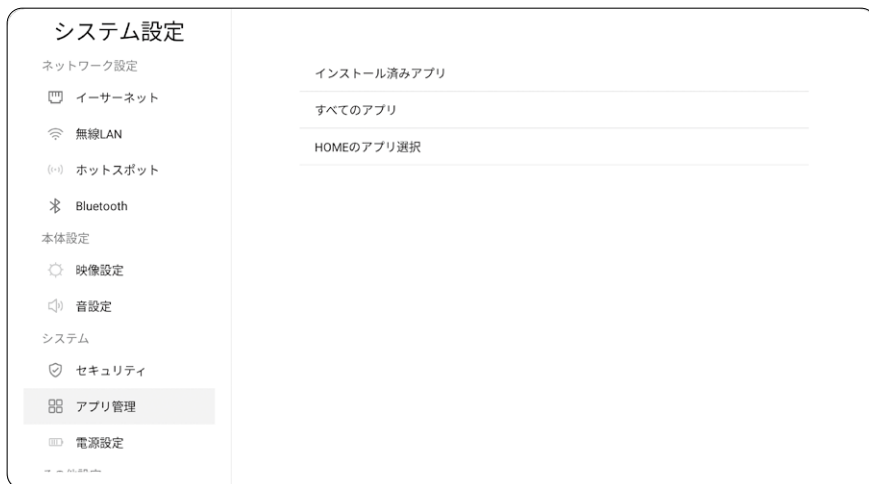 システム設定
ネットワーク設定
イーサーネット
無線LAN
ホットスポット
Bluetooth
本体設定
映像設定
音設定
システム
セキュリティ
アプリ管理
電源設定
インストール済みアプリ
すべてのアプリ
HOMEのアプリ選択